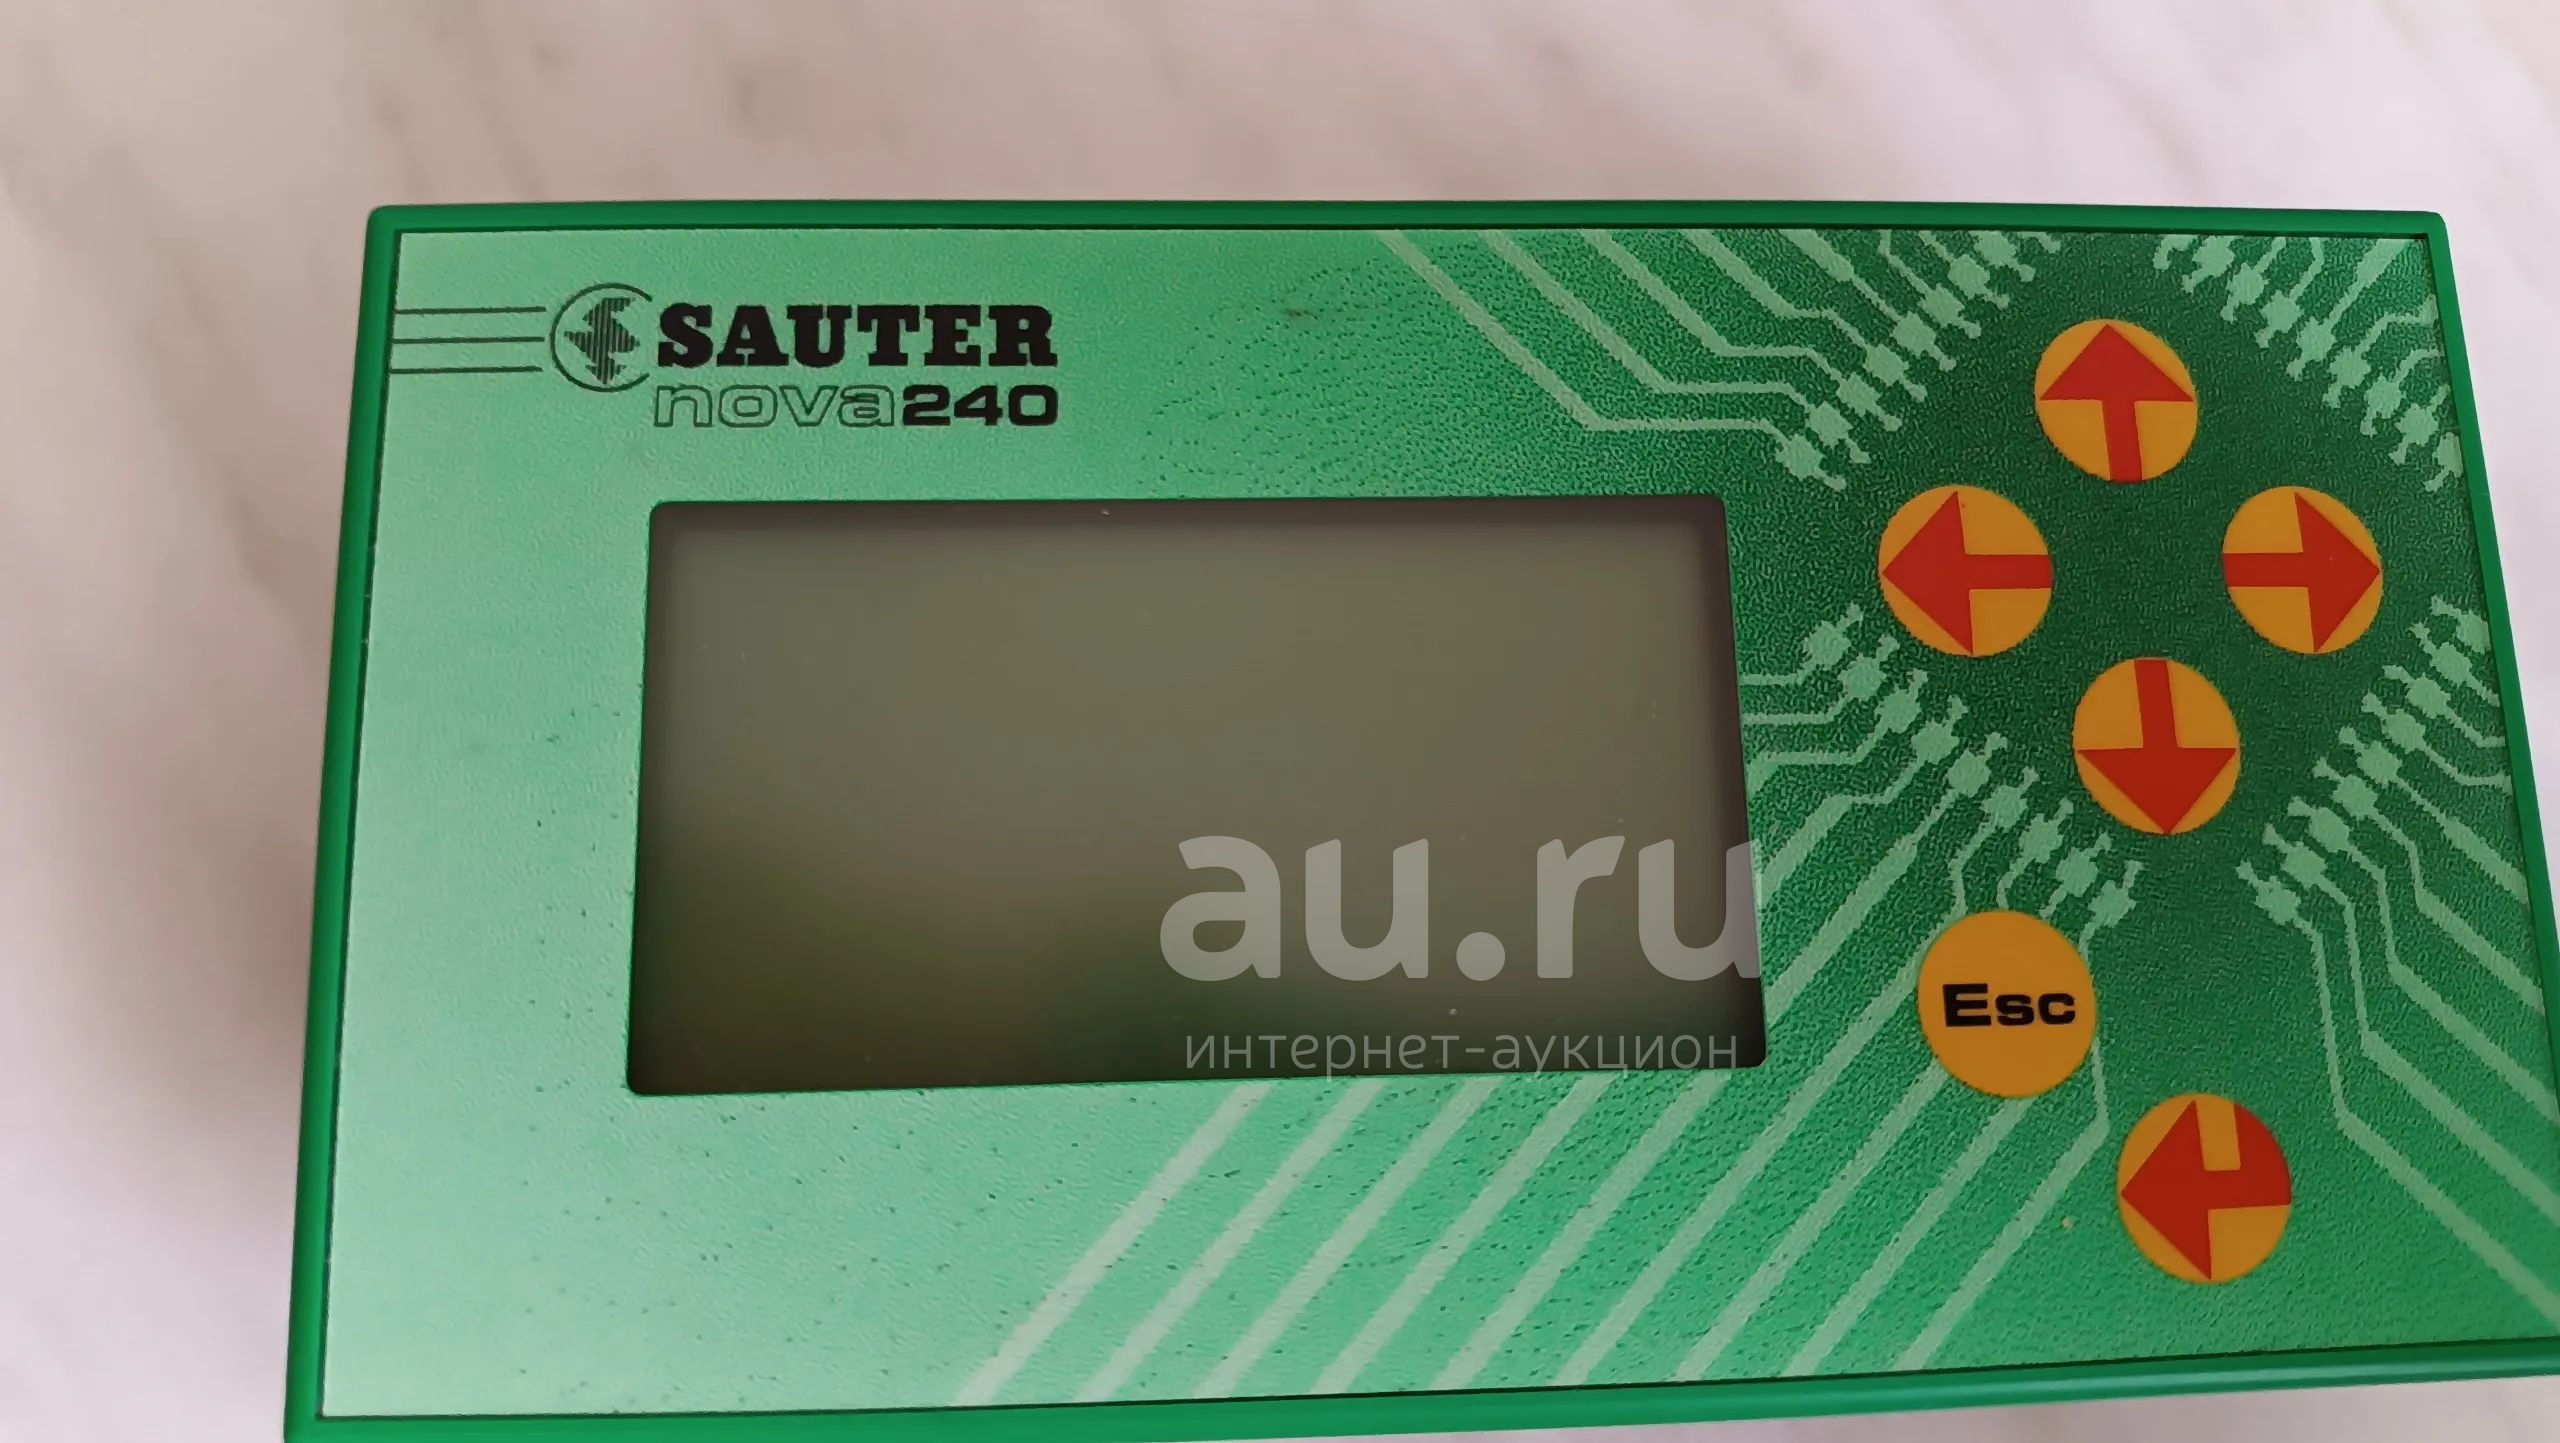 SAUTER
nova240
au.ru
интернет-аукцион
Esc